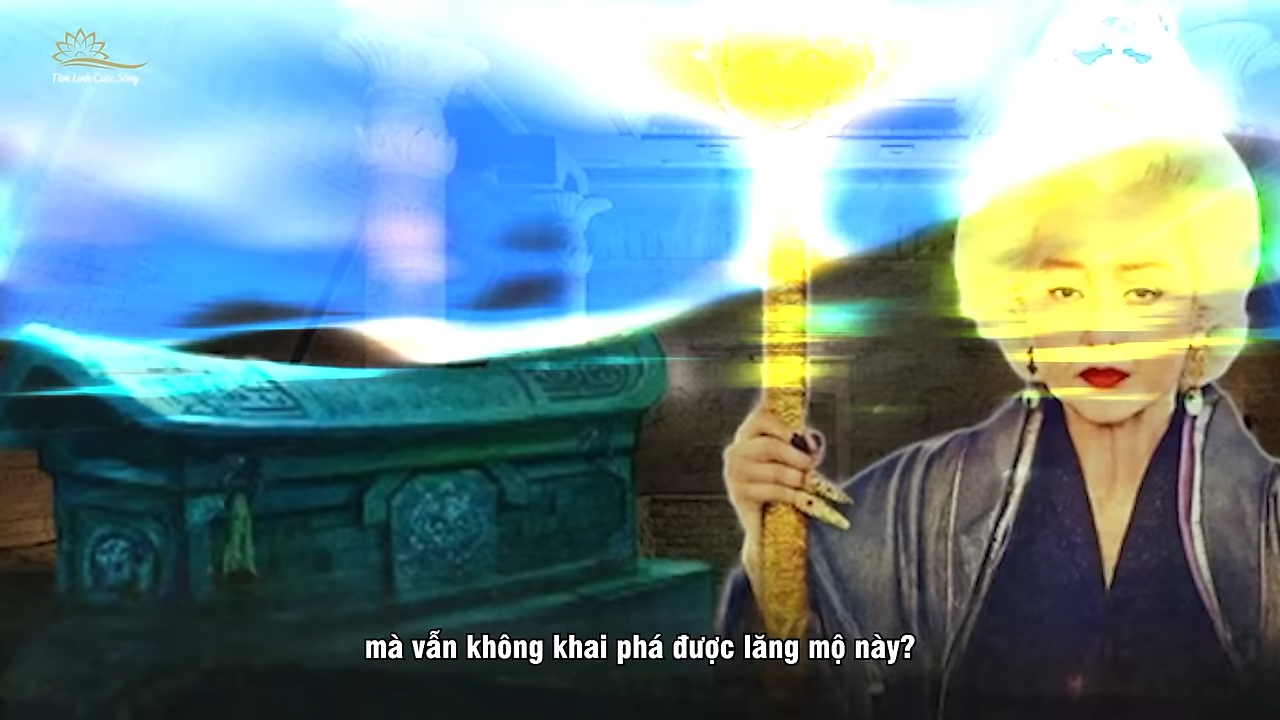 Tâm Linh Cuộc Sống
mà vẫn không khai phá được lăng mộ này?